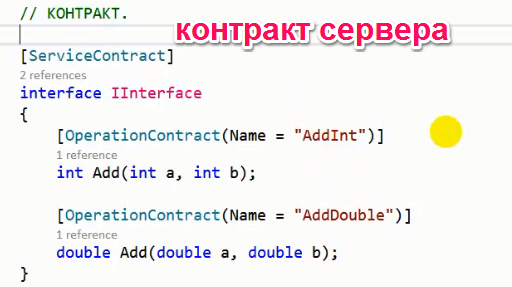 // КОНТРАКТ.
контракт сервера
[ServiceContract]
2 references
interface IInterface
{
[OperationContract(Name = "AddInt")]
1 reference
int Add(int a, int b);
[OperationContract(Name = "AddDouble")]
1 reference
double Add(double a, double b);
}